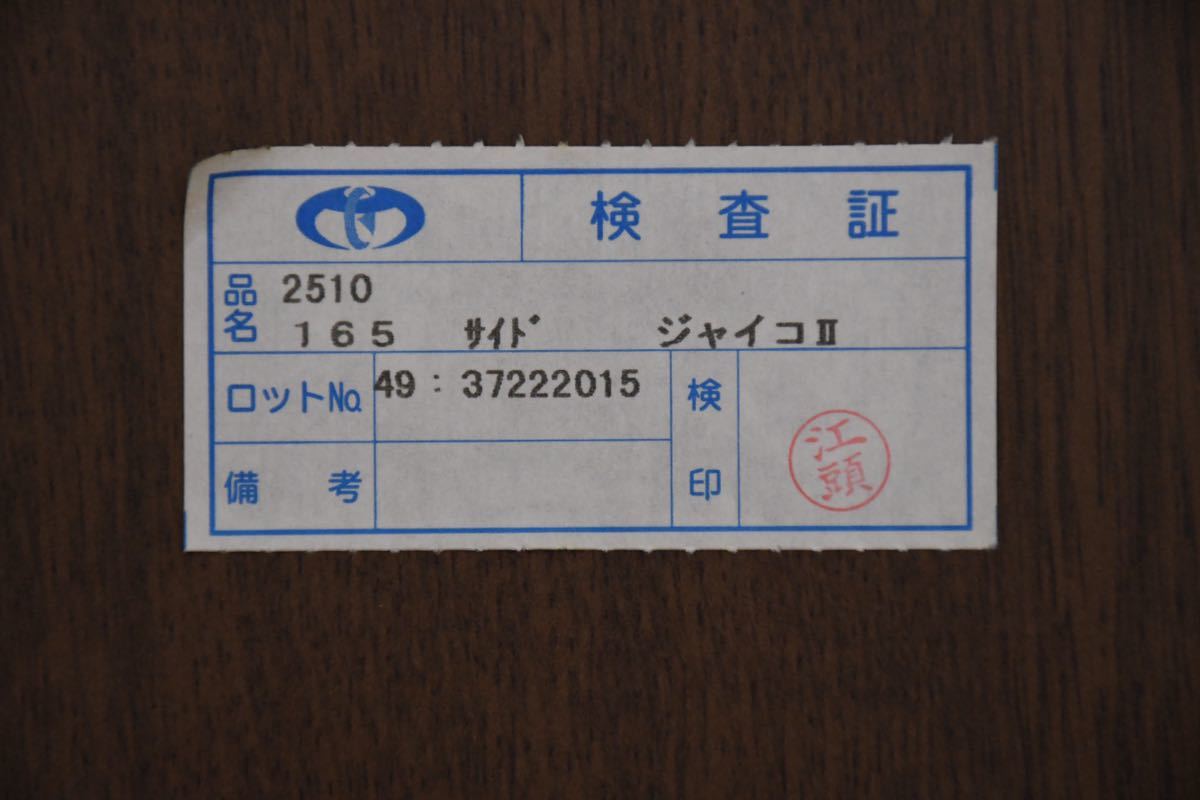 検査証
品名
2510
165 ｻｲﾄﾞ ジャイコⅡ
ロット№ 49：37222015
検印
江頭
備考